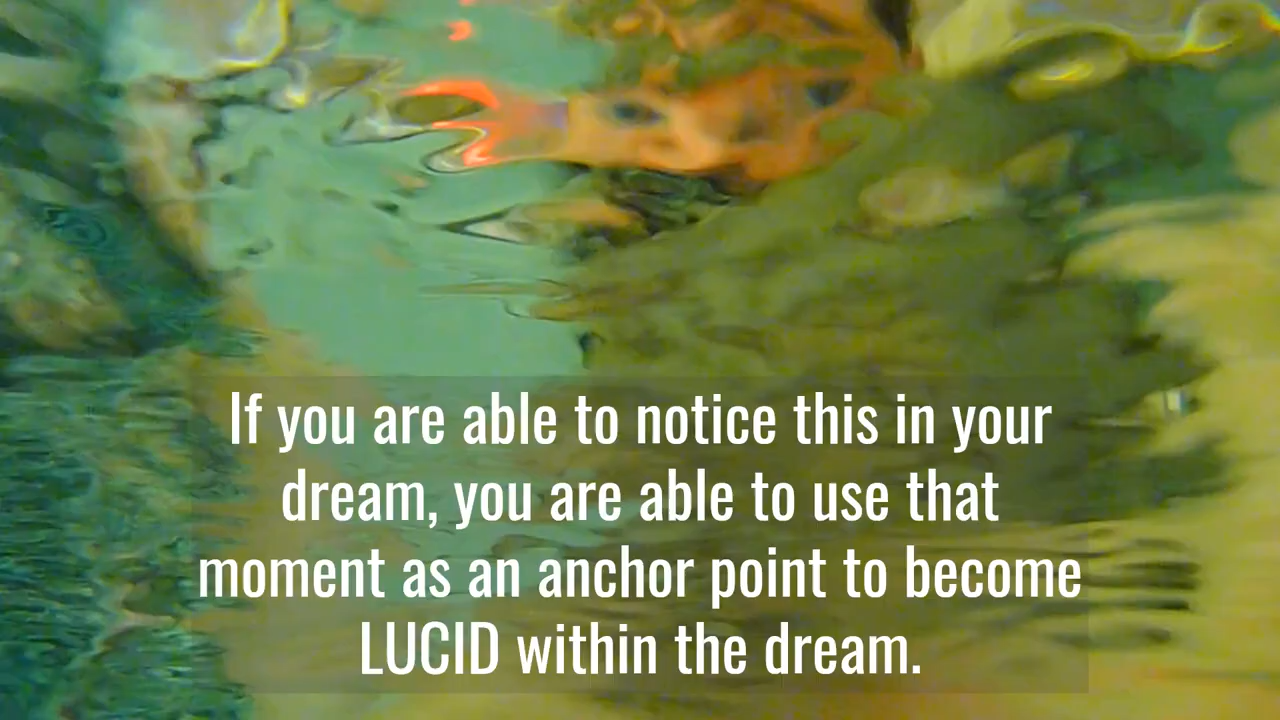 If you are able to notice this in your
dream, you are able to use that
moment as an anchor point to become
LUCID within the dream.